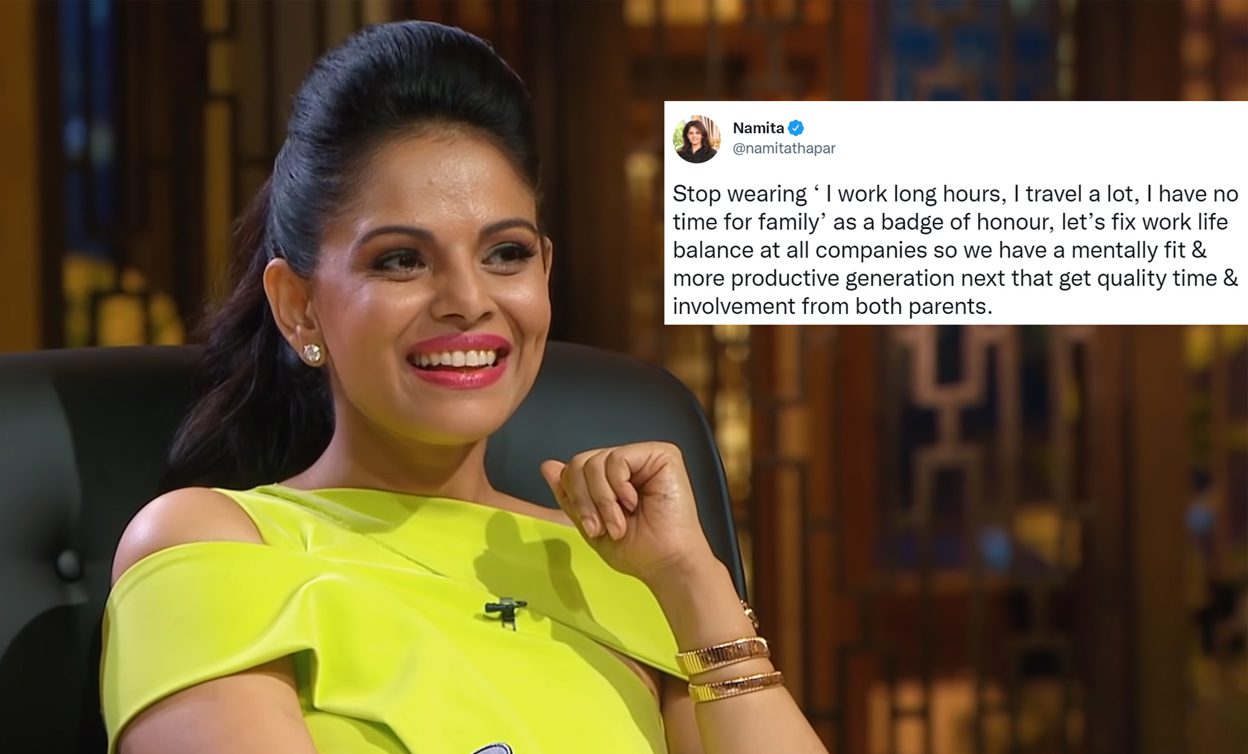 Namita
@namitathapar
Stop wearing ‘ I work long hours, I travel a lot, I have no
time for family’ as a badge of honour, let’s fix work life
balance at all companies so we have a mentally fit &
more productive generation next that get quality time &
involvement from both parents.